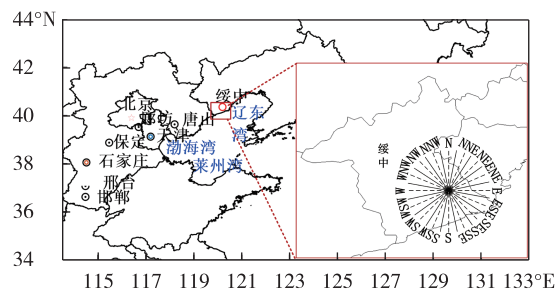 44°N
42
40
38
36
34
115
117
119
121
123
125
127
129
131
133°E
北京
廊坊
唐山
天津
保定
石家庄
邢台
邯郸
绥中
辽东
湾
渤海湾
莱州湾
绥
中
N
NNE
NE
ENE
E
ESE
SE
SSE
S
SSW
SW
WSW
W
WNW
NW
NNW